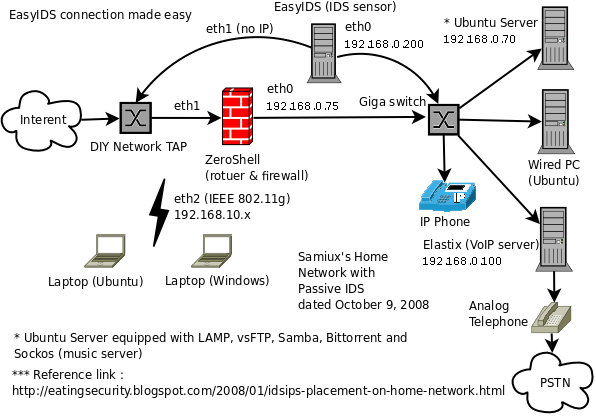 EasyIDS connection made easy
EasyIDS (IDS sensor)
eth1 (no IP)
eth0
192.168.0.200
* Ubuntu Server
192.168.0.70
Interent
eth1
eth0
192.168.0.75
Giga switch
DIY Network TAP
ZeroShell
(rotuer & firewall)
Wired PC
(Ubuntu)
eth2 (IEEE 802.11g)
192.168.10.x
IP Phone
Elastix (VoIP server)
192.168.0.100
Laptop (Ubuntu)
Laptop (Windows)
Samiux's Home
Network with
Passive IDS
dated October 9, 2008
Analog
Telephone
* Ubuntu Server equipped with LAMP, vsFTP, Samba, Bittorrent and
Sockos (music server)
*** Reference link :
http://eatingsecurity.blogspot.com/2008/01/idsips-placement-on-home-network.html
PSTN